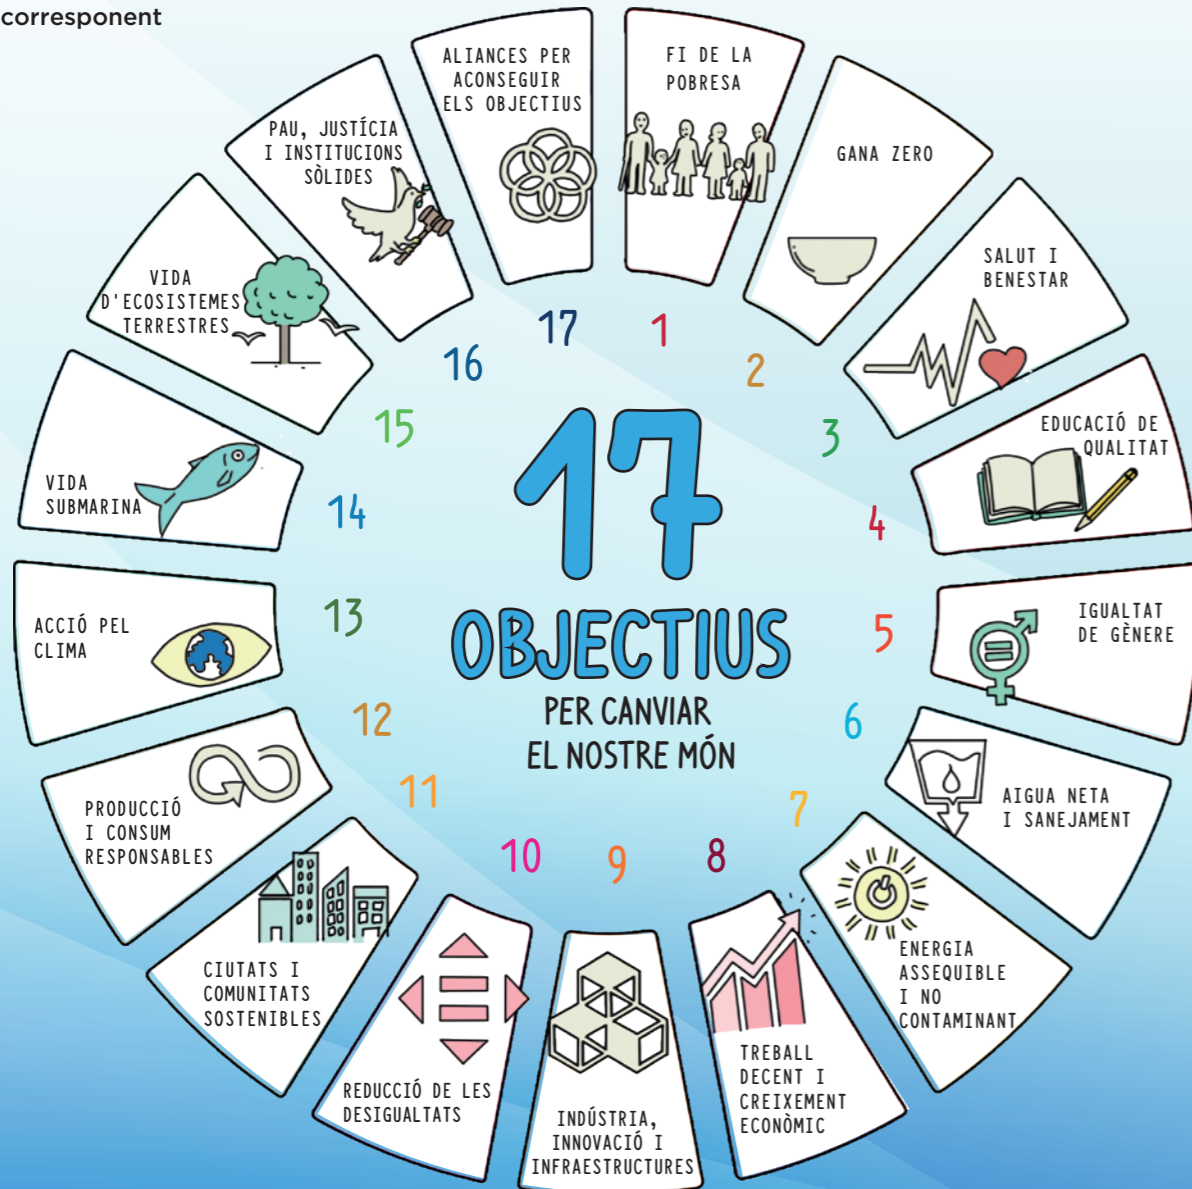 corresponent
ALIANCES PER
ACONSEGUIR
ELS OBJECTIUS
FI DE LA
POBRESA
GANA ZERO
SALUT I
BENESTAR
EDUCACIÓ DE
QUALITAT
IGUALTAT
DE GÈNERE
AIGUA NETA
I SANEJAMENT
ENERGIA
ASSEQUIBLE
I NO
CONTAMINANT
TREBALL
DECENT I
CREIXEMENT
ECONÒMIC
INDÚSTRIA,
INNOVACIÓ I
INFRAESTRUCTURES
REDUCCIÓ DE LES
DESIGUALTATS
CIUTATS I
COMUNITATS
SOSTENIBLES
PRODUCCIÓ
I CONSUM
RESPONSABLES
ACCIÓ PEL
CLIMA
VIDA
SUBMARINA
VIDA
D'ECOSISTEMES
TERRESTRES
PAU, JUSTÍCIA
I INSTITUCIONS
SÒLIDES
1
2
3
4
5
6
7
8
9
10
11
12
13
14
15
16
17
17
OBJECTIUS
PER CANVIAR
EL NOSTRE MÓN